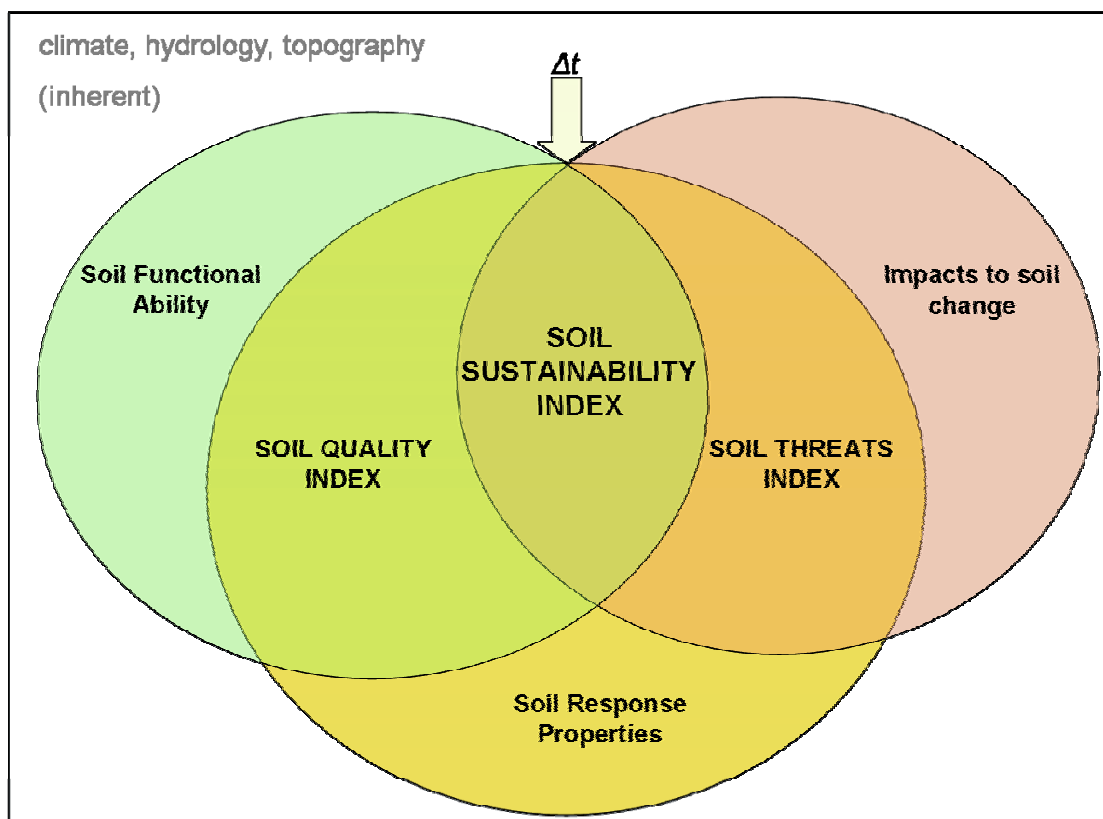 climate, hydrology, topography
(inherent)
Δt
Soil Functional
Ability
Impacts to soil
change
SOIL
SUSTAINABILITY
INDEX
SOIL QUALITY
INDEX
SOIL THREATS
INDEX
Soil Response
Properties